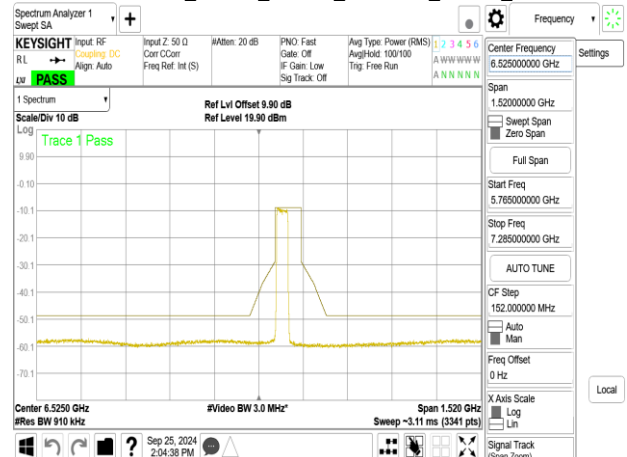 Spectrum Analyzer 1
Swept SA
+
Frequency
KEYSIGHT
Input: RF
Coupling: DC
Align: Auto
Input Z: 50 Ω
Corr CCorr
Freq Ref: Int (S)
#Atten: 20 dB
PNO: Fast
Gate: Off
IF Gain: Low
Sig Track: Off
Avg Type: Power (RMS)
Avg|Hold: 100/100
Trig: Free Run
1 2 3 4 5 6
A W W W W W
A N N N N N
RL
LXI PASS
Center Frequency
6.525000000 GHz
Settings
Span
1.52000000 GHz
Swept Span
Zero Span
Full Span
Start Freq
5.765000000 GHz
Stop Freq
7.285000000 GHz
AUTO TUNE
CF Step
152.000000 MHz
Auto
Man
Freq Offset
0 Hz
X Axis Scale
Log
Lin
Signal Track
(Span Zoom)
Local
1 Spectrum
Scale/Div 10 dB
Ref Lvl Offset 9.90 dB
Ref Level 19.90 dBm
Log
Trace 1 Pass
9.90
-0.10
-10.1
-20.1
-30.1
-40.1
-50.1
-60.1
-70.1
Center 6.5250 GHz
#Res BW 910 kHz
#Video BW 3.0 MHz*
Span 1.520 GHz
Sweep ~3.11 ms (3341 pts)
?
Sep 25, 2024
2:04:38 PM